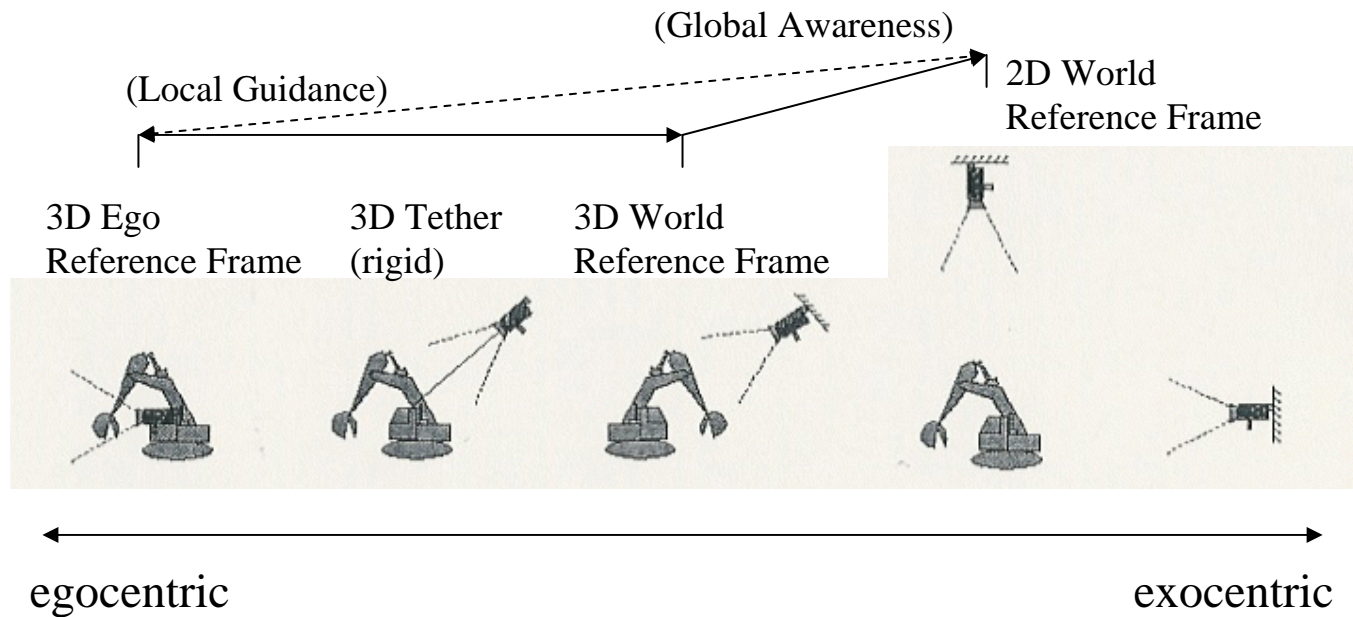 (Global Awareness)
(Local Guidance)
2D World
Reference Frame
3D Ego
Reference Frame
3D Tether
(rigid)
3D World
Reference Frame
egocentric
exocentric